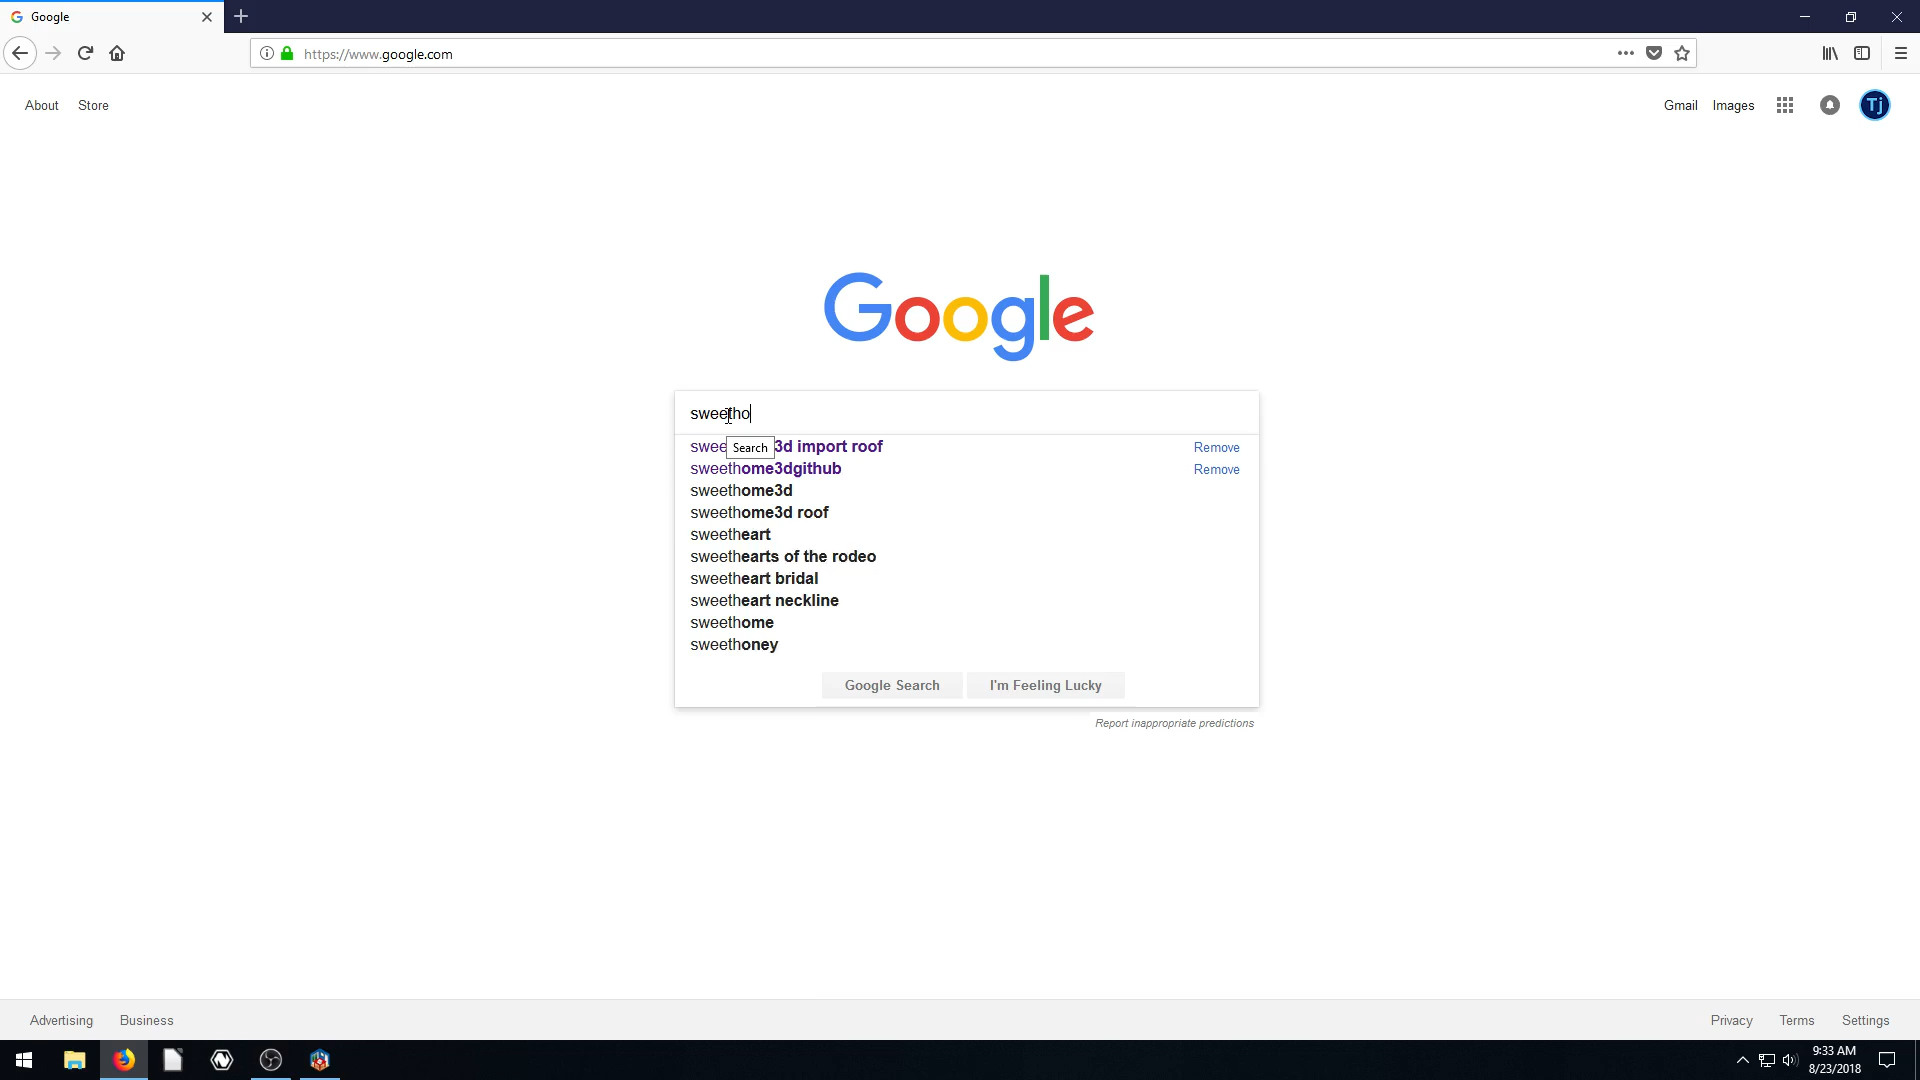 Google
https://www.google.com
About
Store
Gmail
Images
Tj
Google
sweetho
swee
3d import roof
Remove
Search
sweethome3dgithub
Remove
sweethome3d
sweethome3d roof
sweetheart
sweethearts of the rodeo
sweetheart bridal
sweetheart neckline
sweethome
sweethoney
Google Search
I'm Feeling Lucky
Report inappropriate predictions
Advertising
Business
Privacy
Terms
Settings
9:33 AM
8/23/2018